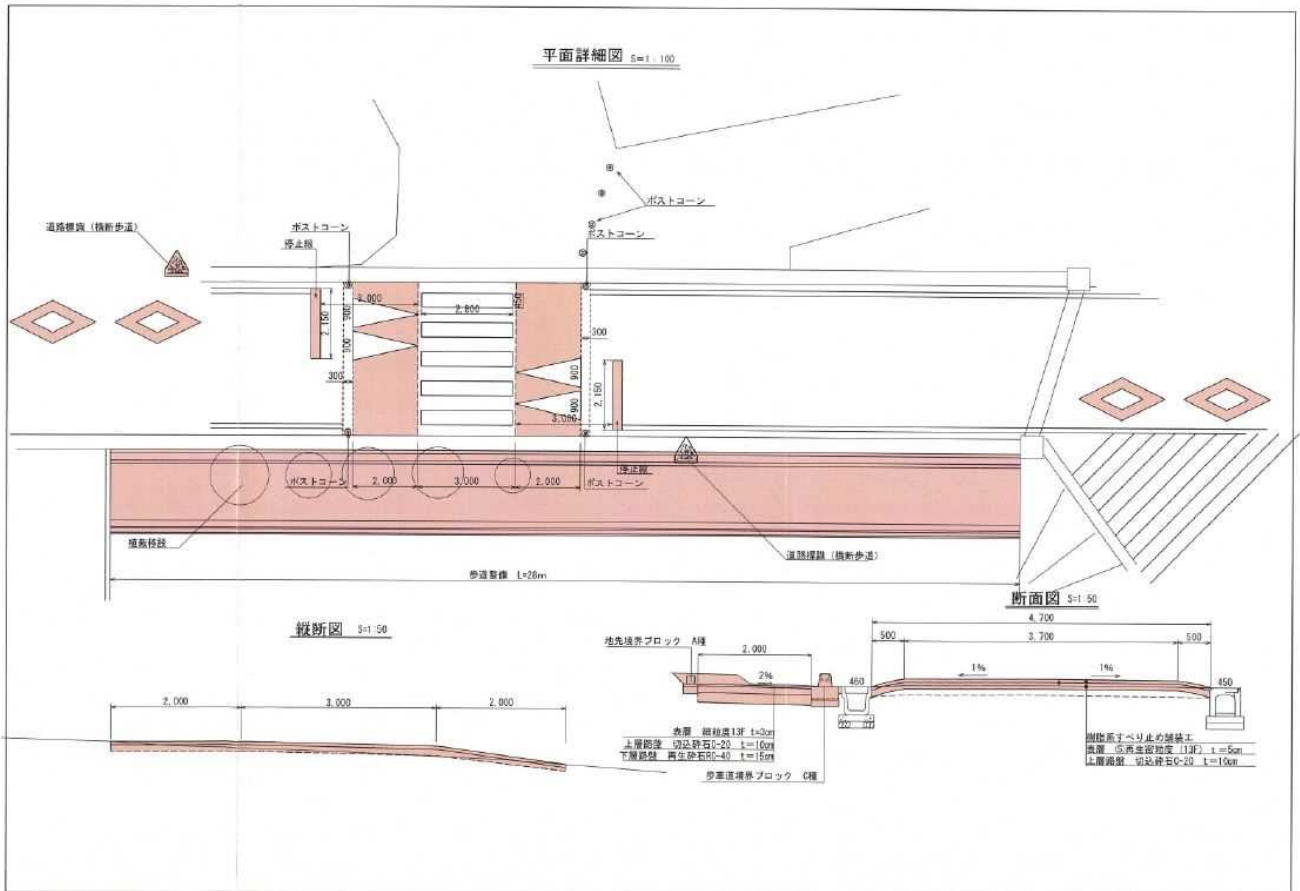 平面詳細図 S=1:100
ポストコーン
道路標識（横断歩道）
ポストコーン
ポストコーン
停止線
3,000
2,800
450
900
2,150
900
300
300
900
2,150
900
3,000
停止線
ポストコーン
2,000
3,000
2,000
ポストコーン
植栽移設
道路標識（横断歩道）
歩道整備 L=28m
断面図 S=1:50
縦断図 S=1:50
4,700
500
3,700
500
地先境界ブロック A種
2,000
2%
460
1%
1%
450
2,000
3,000
2,000
表層 細粒度13F t=3cm
上層路盤 切込砕石C-20 t=10cm
下層路盤 再生砕石RC-40 t=15cm
歩車道境界ブロック C種
樹脂系すべり止め舗装工
表層 ⑤再生密粒度（13F） t=5cm
上層路盤 切込砕石C-20 t=10cm